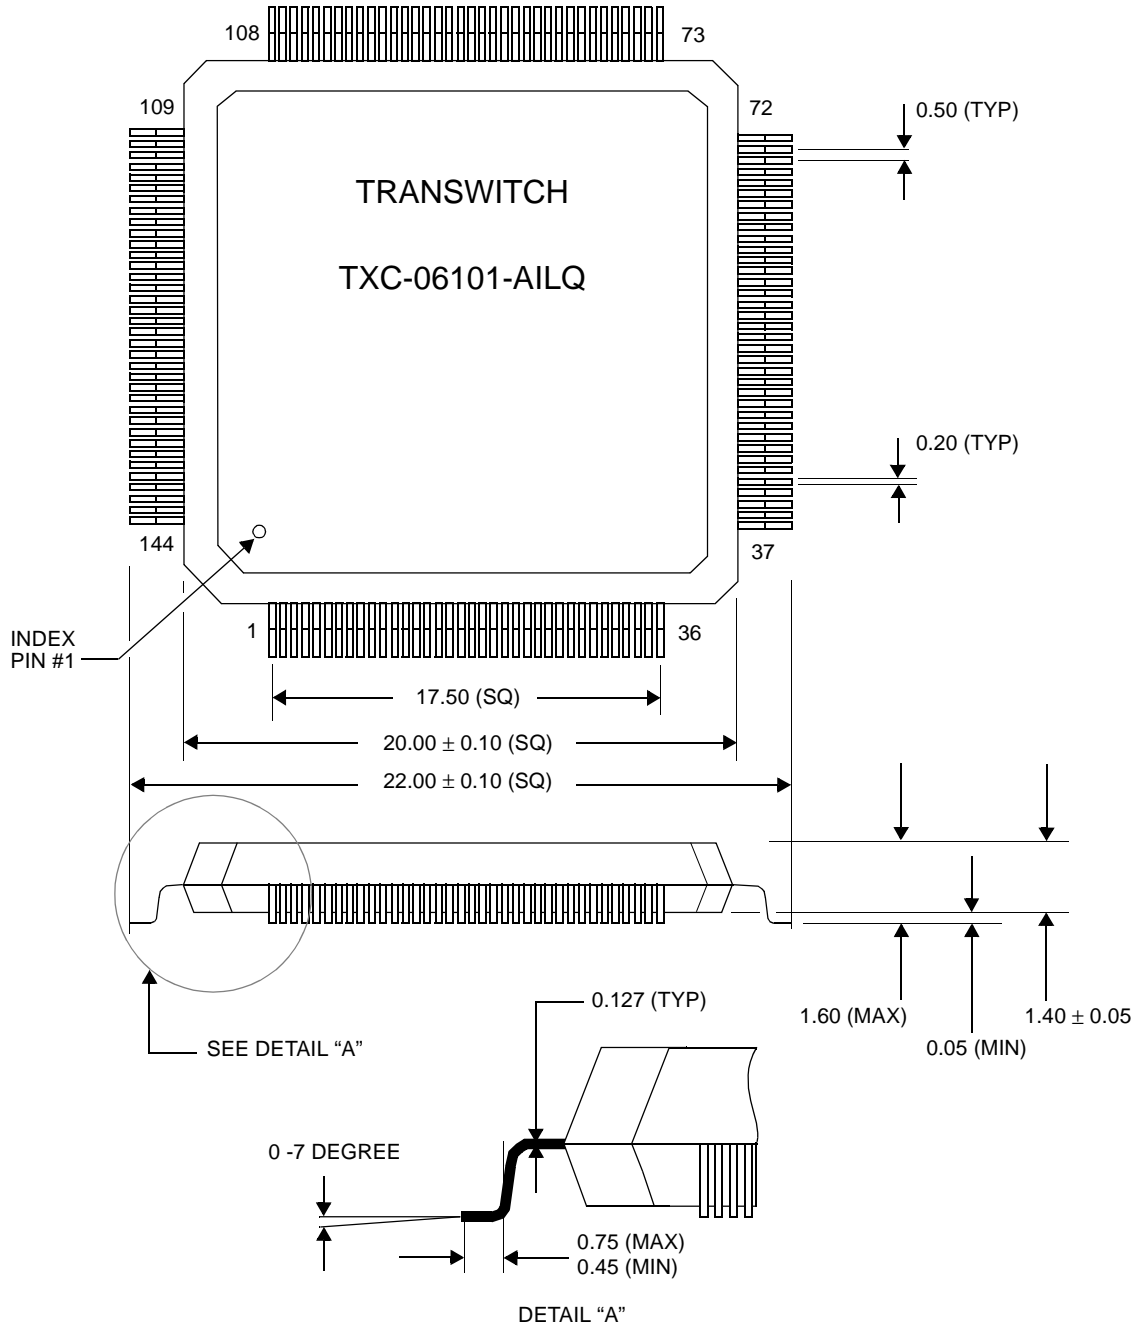 108
73
109
72
0.50 (TYP)
TRANSWITCH
TXC-06101-AILQ
0.20 (TYP)
144
37
INDEX
PIN #1
1
36
17.50 (SQ)
20.00 ± 0.10 (SQ)
22.00 ± 0.10 (SQ)
0.127 (TYP)
1.60 (MAX)
1.40 ± 0.05
0.05 (MIN)
SEE DETAIL “A”
0 -7 DEGREE
0.75 (MAX)
0.45 (MIN)
DETAIL “A”